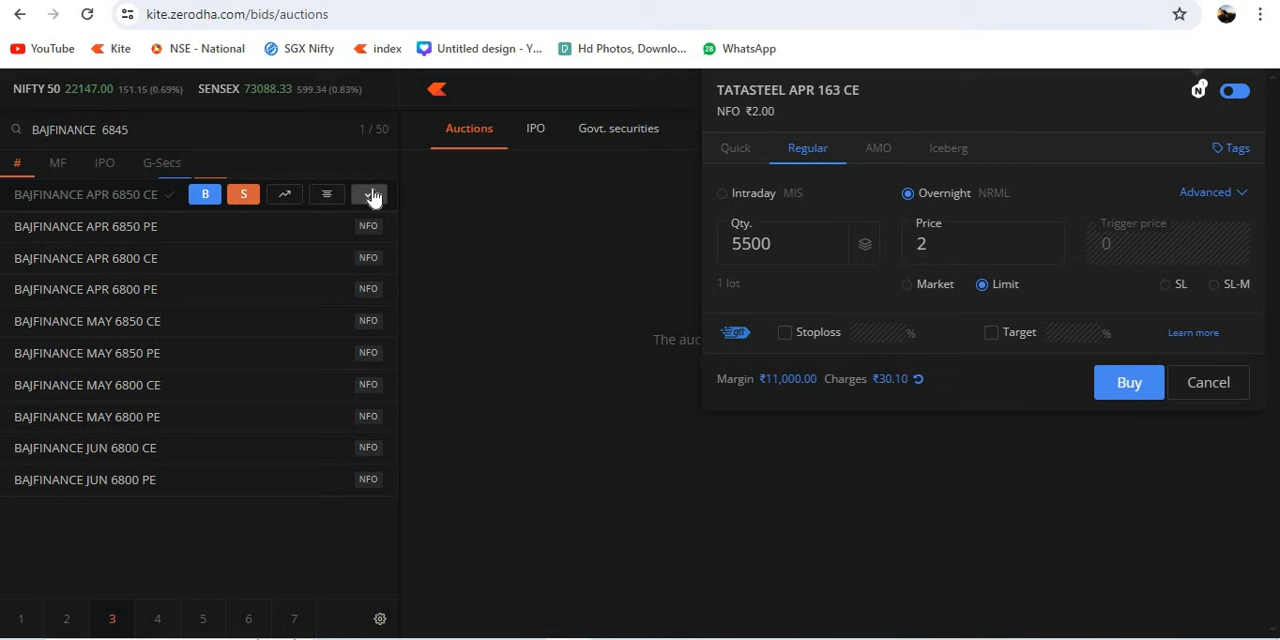 kite.zerodha.com/bids/auctions
YouTube Kite NSE - National SGX Nifty index Untitled design - Y... Hd Photos, Downlo... 28 WhatsApp
NIFTY 50 22147.00 151.15 (0.69%) SENSEX 73088.33 599.34 (0.83%)
BAJFINANCE 6845 1 / 50
# MF IPO G-Secs
BAJFINANCE APR 6850 CE B S
BAJFINANCE APR 6850 PE NFO
BAJFINANCE APR 6800 CE NFO
BAJFINANCE APR 6800 PE NFO
BAJFINANCE MAY 6850 CE NFO
BAJFINANCE MAY 6850 PE NFO
BAJFINANCE MAY 6800 CE NFO
BAJFINANCE MAY 6800 PE NFO
BAJFINANCE JUN 6800 CE NFO
BAJFINANCE JUN 6800 PE NFO
1 2 3 4 5 6 7
Auctions IPO Govt. securities
The auc
TATASTEEL APR 163 CE N 1
NFO ₹2.00
Quick Regular AMO Iceberg Tags
Intraday MIS Overnight NRML Advanced
Qty. Price Trigger price
5500 2 0
1 lot Market Limit SL SL-M
gtt Stoploss % Target % Learn more
Margin ₹11,000.00 Charges ₹30.10 Buy Cancel